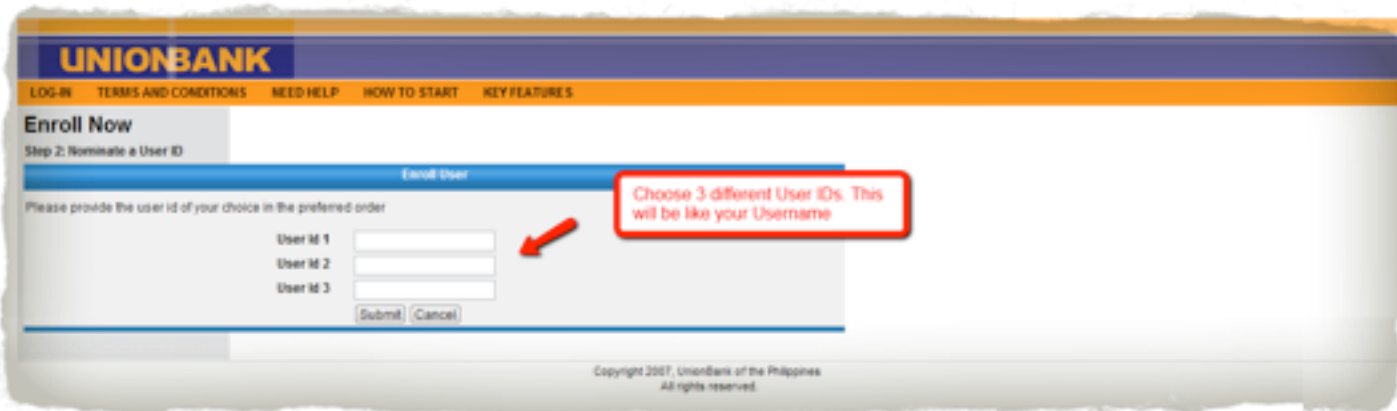 UNIONBANK
LOG-IN TERMS AND CONDITIONS NEED HELP HOW TO START KEY FEATURES
Enroll Now
Step 2: Nominate a User ID
Enroll User
Choose 3 different User IDs. This
will be like your Username
Please provide the user id of your choice in the preferred order
User Id 1
User Id 2
User Id 3
Submit Cancel
Copyright 2007, UnionBank of the Philippines
All rights reserved.